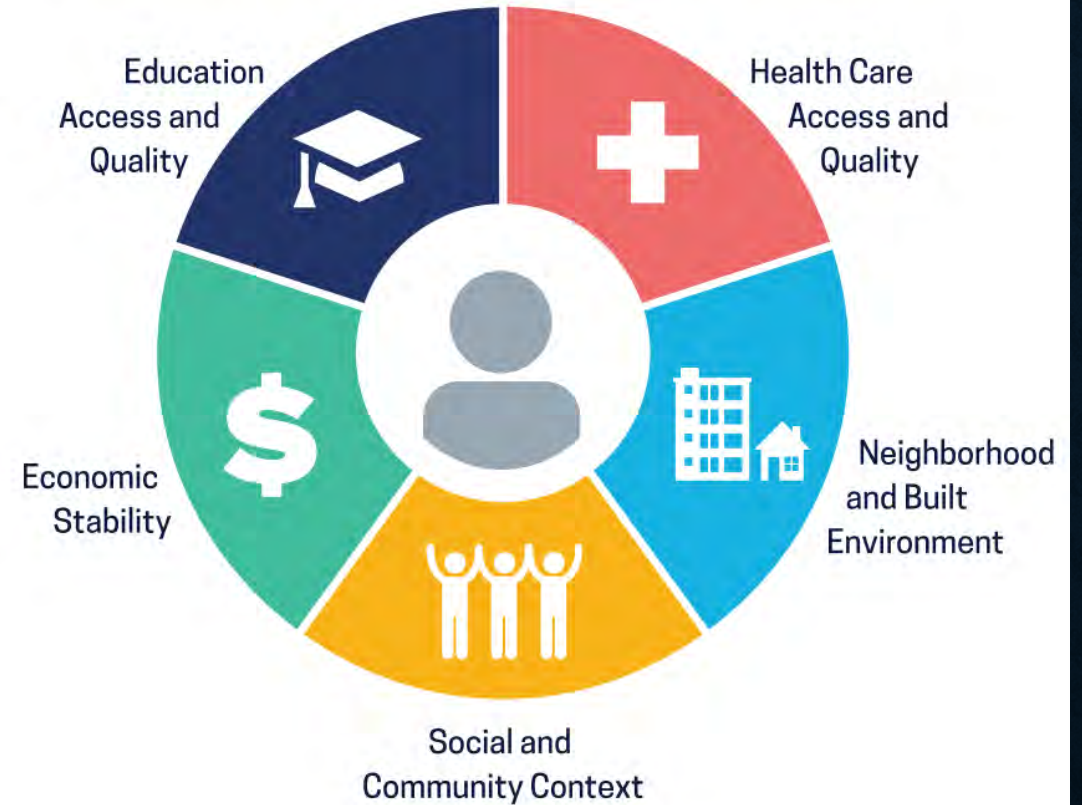 Education
Access and
Quality
Health Care
Access and
Quality
Economic
Stability
Neighborhood
and Built
Environment
Social and
Community Context